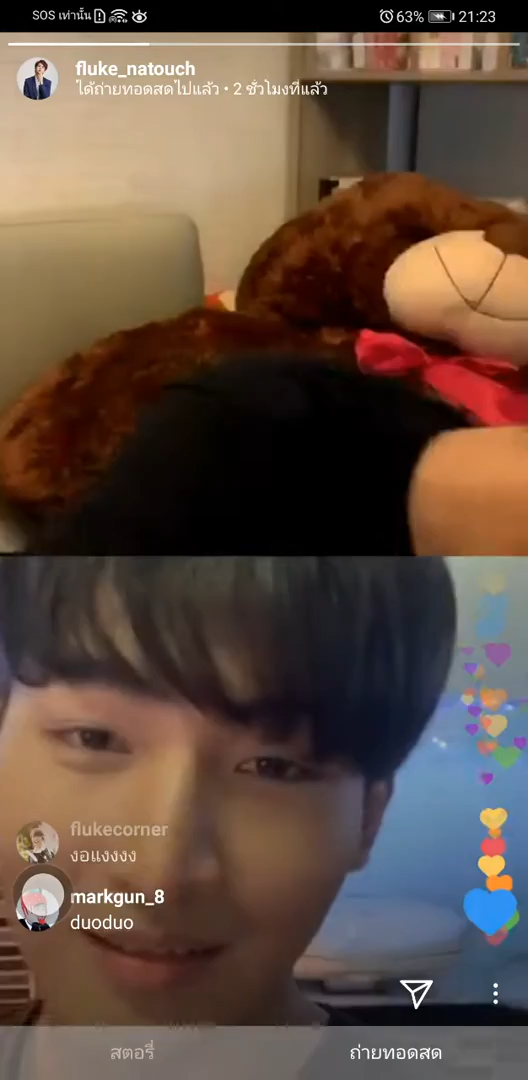 SOS เท่านั้น 63% 21:23
fluke_natouch
ได้ถ่ายทอดสดไปแล้ว • 2 ชั่วโมงที่แล้ว
flukecorner
งอแงงงง
markgun_8
duoduo
สตอรี่ ถ่ายทอดสด